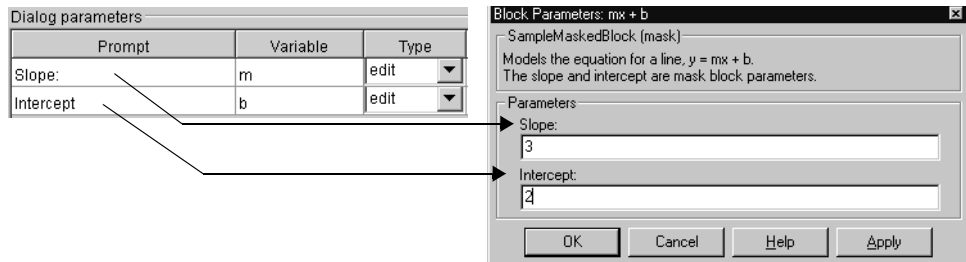 Dialog parameters
Prompt Variable Type
Slope: m edit
Intercept b edit
Block Parameters: mx + b
SampleMaskedBlock (mask)
Models the equation for a line, y = mx + b.
The slope and intercept are mask block parameters.
Parameters
Slope:
3
Intercept:
2
OK Cancel Help Apply